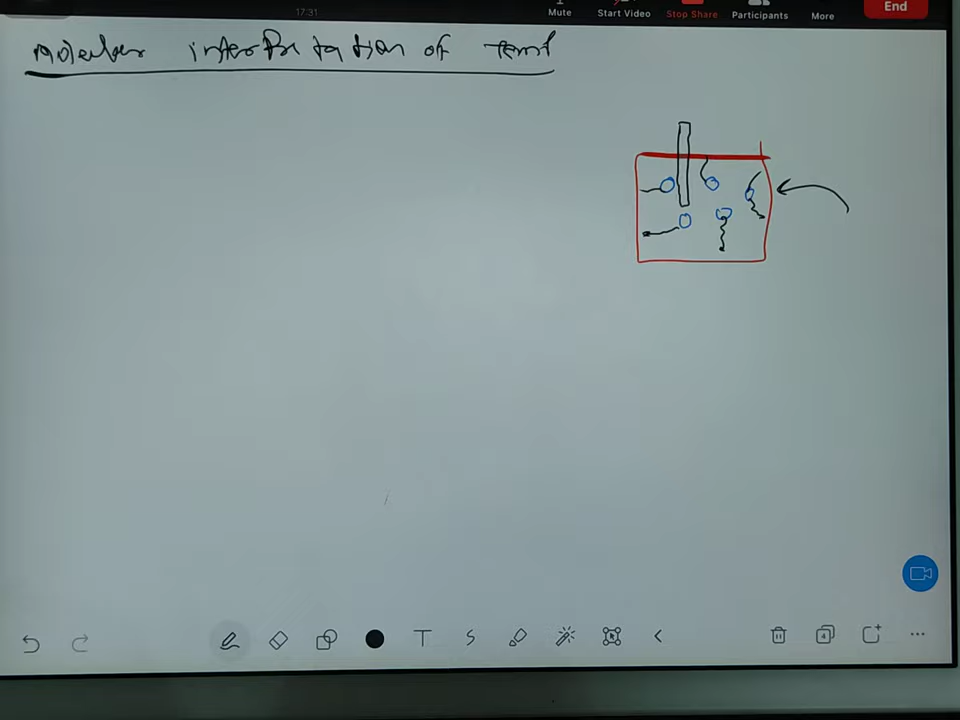 17:31
Mute Start Video Stop Share Participants More End
Molecular interpretation of temp
T S